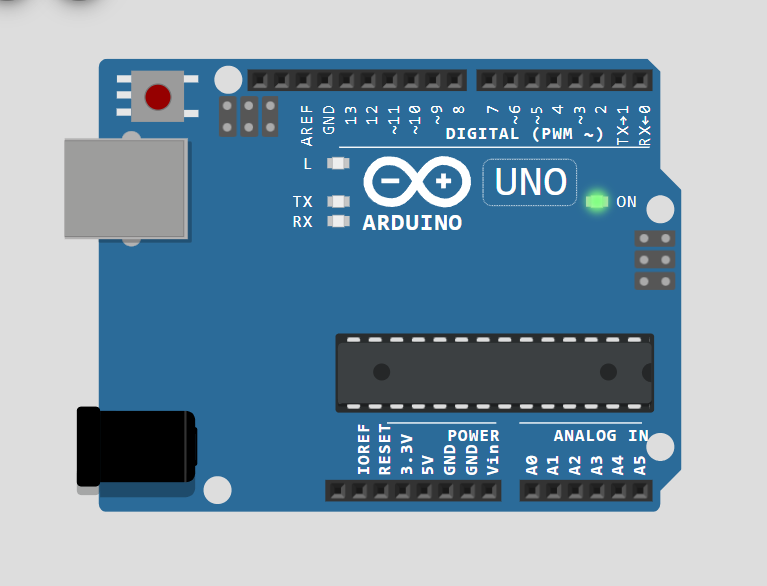 AREF
GND
13
12
~11
~10
~9
8
7
~6
~5
4
~3
2
TX→1
RX←0
DIGITAL (PWM ~)
L
TX
RX
UNO
ON
ARDUINO
POWER
ANALOG IN
IOREF
RESET
3.3V
5V
GND
GND
Vin
A0
A1
A2
A3
A4
A5